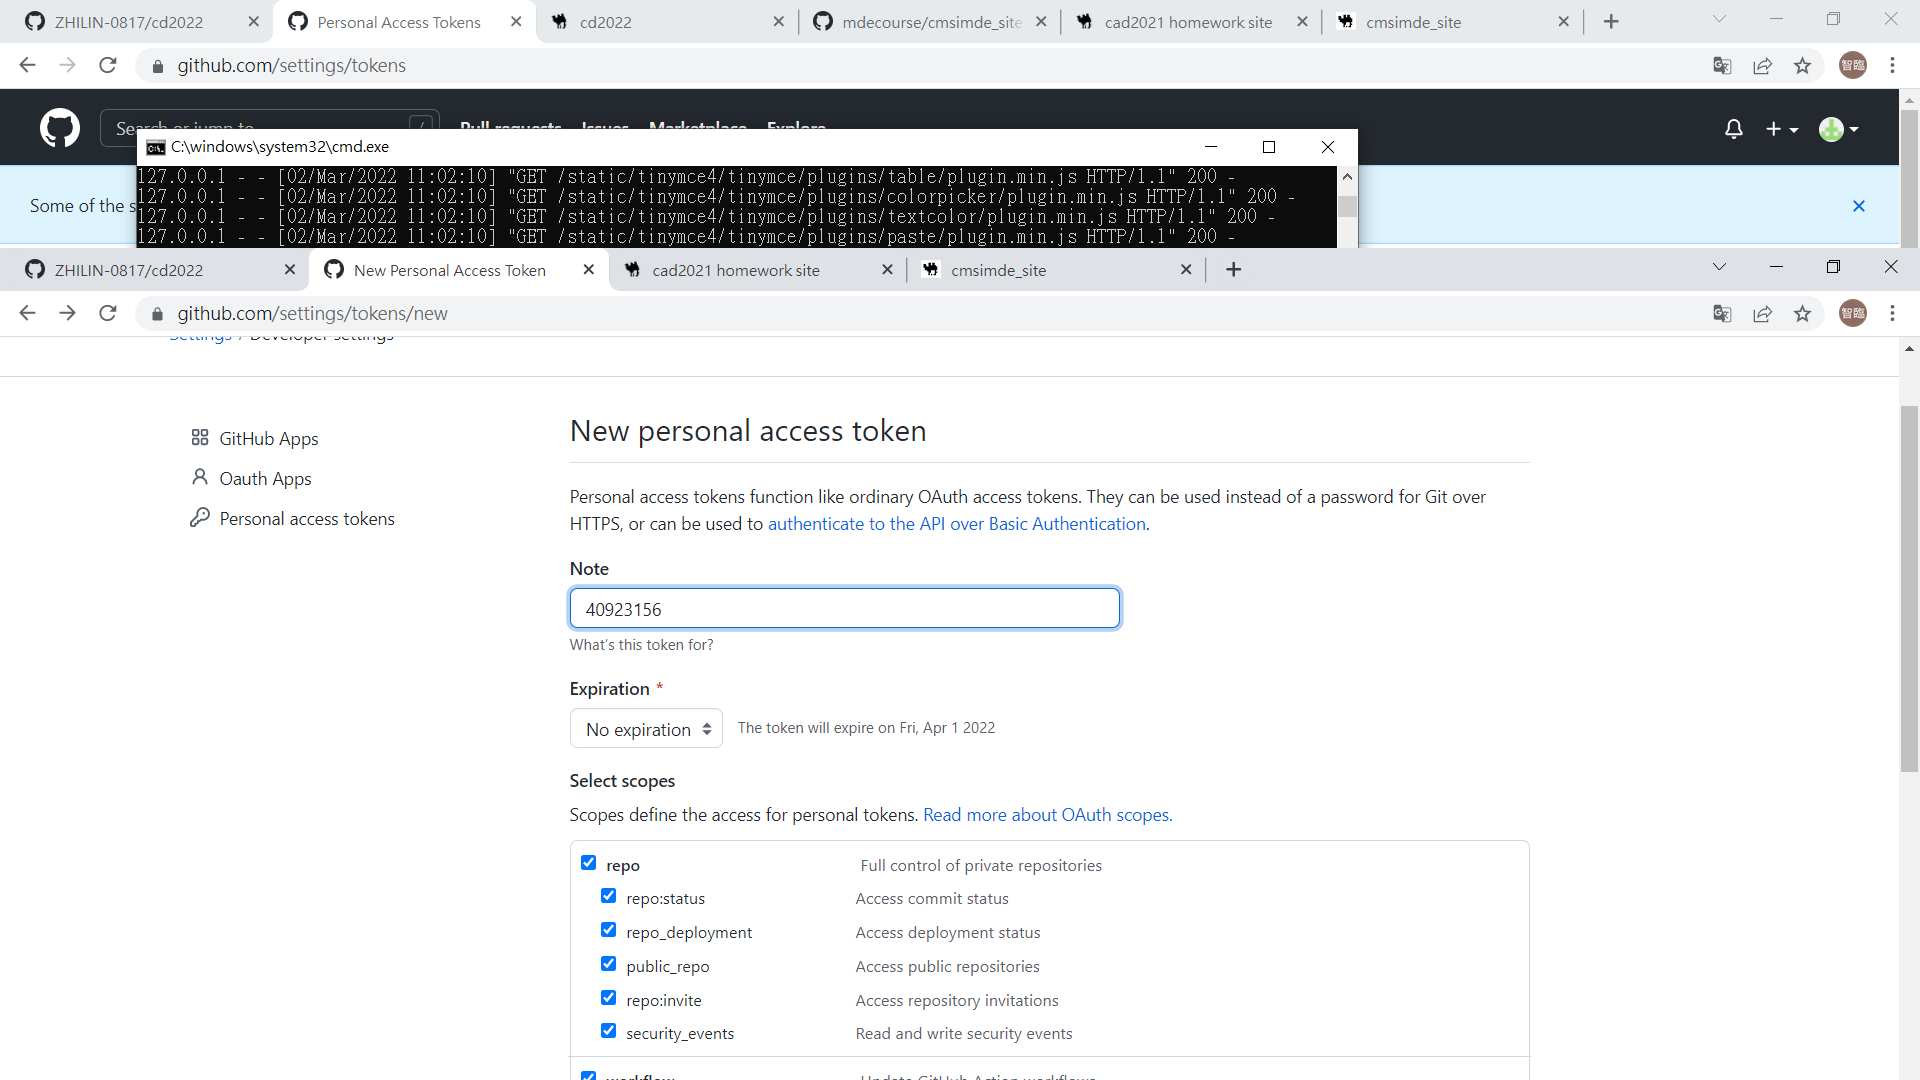 ZHILIN-0817/cd2022
Personal Access Tokens
cd2022
mdecourse/cmsimde_site
cad2021 homework site
cmsimde_site
github.com/settings/tokens
智臨
Search or jump to
/
Pull requests Issues Marketplace Explore
C:\windows\system32\cmd.exe
Some of the s
127.0.0.1 - - [02/Mar/2022 11:02:10] "GET /static/tinymce4/tinymce/plugins/table/plugin.min.js HTTP/1.1" 200 -
127.0.0.1 - - [02/Mar/2022 11:02:10] "GET /static/tinymce4/tinymce/plugins/colorpicker/plugin.min.js HTTP/1.1" 200 -
127.0.0.1 - - [02/Mar/2022 11:02:10] "GET /static/tinymce4/tinymce/plugins/textcolor/plugin.min.js HTTP/1.1" 200 -
127.0.0.1 - - [02/Mar/2022 11:02:10] "GET /static/tinymce4/tinymce/plugins/paste/plugin.min.js HTTP/1.1" 200 -
ZHILIN-0817/cd2022
New Personal Access Token
cad2021 homework site
cmsimde_site
github.com/settings/tokens/new
智臨
Settings / Developer settings
GitHub Apps
Oauth Apps
Personal access tokens
New personal access token
Personal access tokens function like ordinary OAuth access tokens. They can be used instead of a password for Git over
HTTPS, or can be used to authenticate to the API over Basic Authentication.
Note
40923156
What's this token for?
Expiration *
No expiration
The token will expire on Fri, Apr 1 2022
Select scopes
Scopes define the access for personal tokens. Read more about OAuth scopes.
repo Full control of private repositories
repo:status Access commit status
repo_deployment Access deployment status
public_repo Access public repositories
repo:invite Access repository invitations
security_events Read and write security events
workflow Update GitHub Action workflows